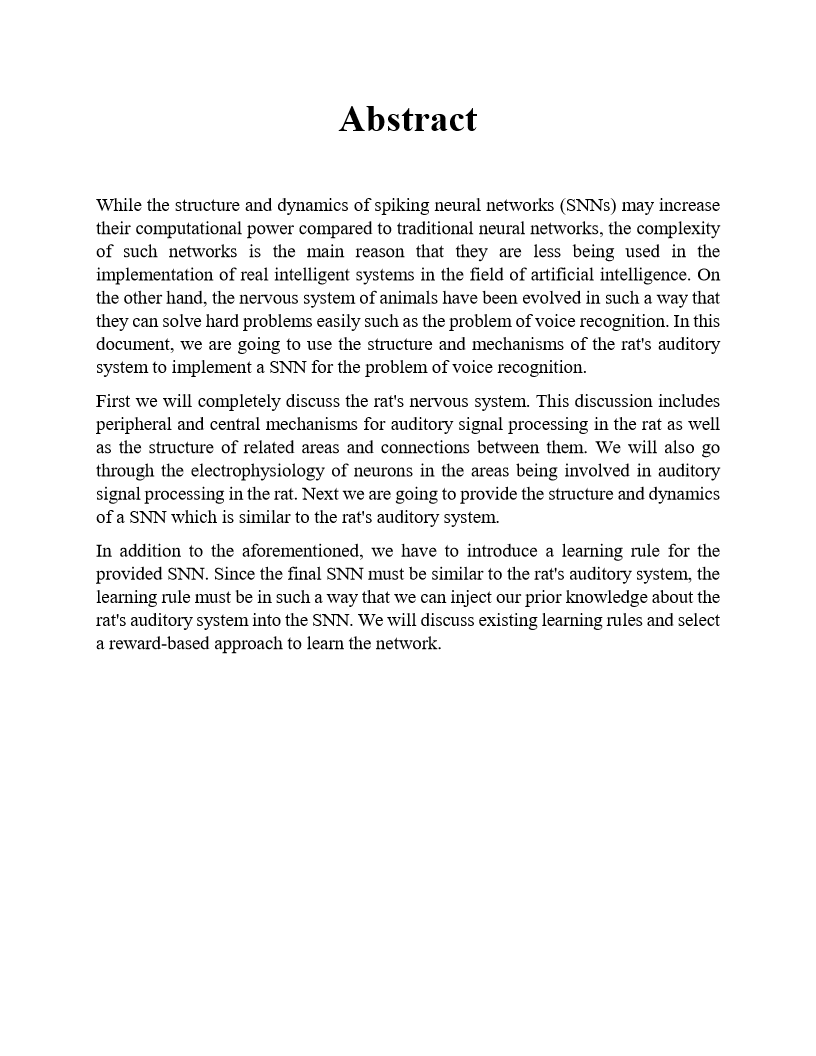 Abstract
While the structure and dynamics of spiking neural networks (SNNs) may increase
their computational power compared to traditional neural networks, the complexity
of such networks is the main reason that they are less being used in the
implementation of real intelligent systems in the field of artificial intelligence. On
the other hand, the nervous system of animals have been evolved in such a way that
they can solve hard problems easily such as the problem of voice recognition. In this
document, we are going to use the structure and mechanisms of the rat's auditory
system to implement a SNN for the problem of voice recognition.
First we will completely discuss the rat's nervous system. This discussion includes
peripheral and central mechanisms for auditory signal processing in the rat as well
as the structure of related areas and connections between them. We will also go
through the electrophysiology of neurons in the areas being involved in auditory
signal processing in the rat. Next we are going to provide the structure and dynamics
of a SNN which is similar to the rat's auditory system.
In addition to the aforementioned, we have to introduce a learning rule for the
provided SNN. Since the final SNN must be similar to the rat's auditory system, the
learning rule must be in such a way that we can inject our prior knowledge about the
rat's auditory system into the SNN. We will discuss existing learning rules and select
a reward-based approach to learn the network.